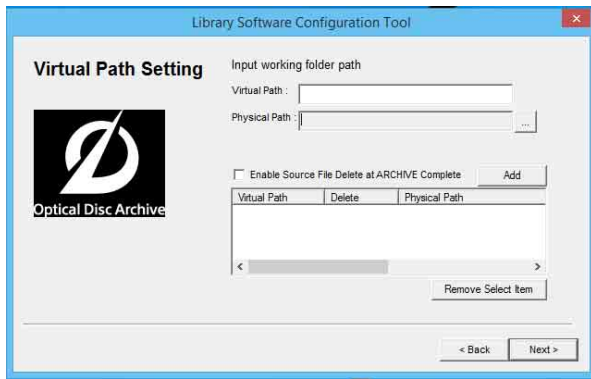 Library Software Configuration Tool
Virtual Path Setting
Input working folder path
Virtual Path :
Physical Path :
...
Enable Source File Delete at ARCHIVE Complete
Add
Virtual Path Delete Physical Path
Optical Disc Archive
Remove Select Item
< Back Next >